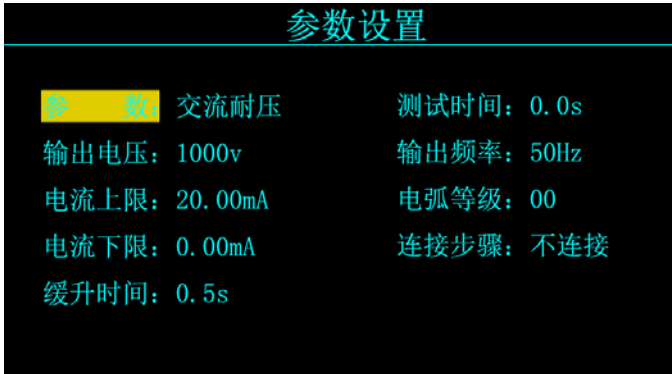 参数设置
参 数：交流耐压 测试时间：0.0s
输出电压：1000v 输出频率：50Hz
电流上限：20.00mA 电弧等级：00
电流下限：0.00mA 连接步骤：不连接
缓升时间：0.5s